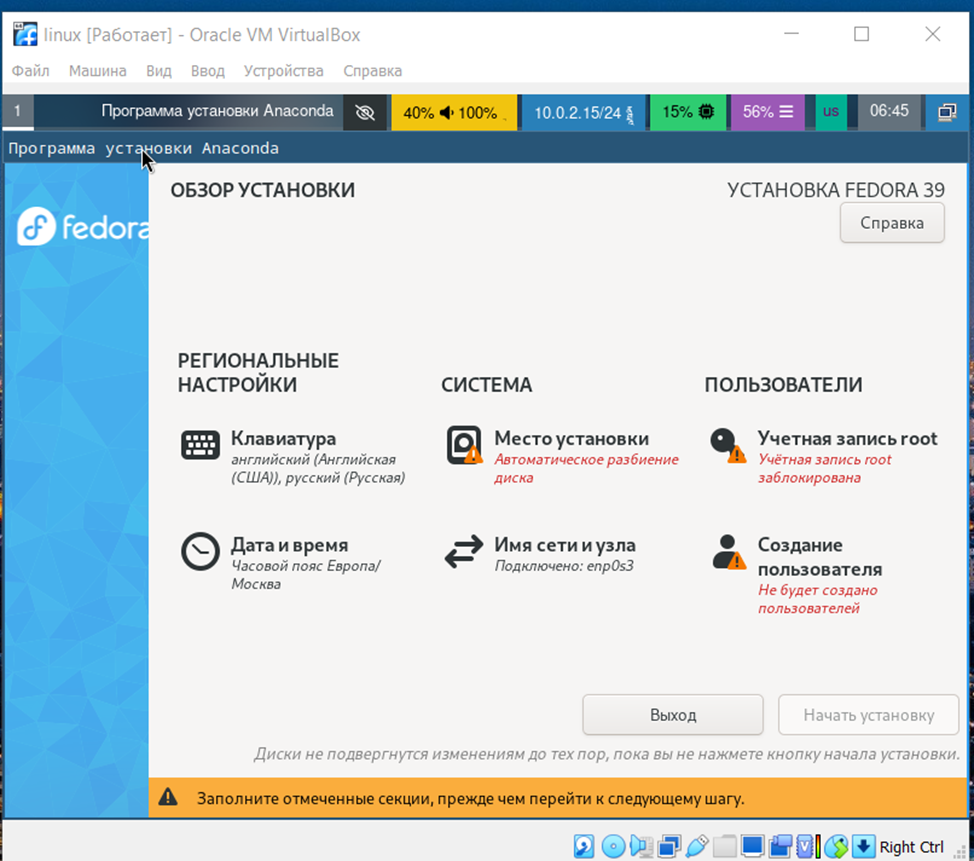 linux [Работает] - Oracle VM VirtualBox
Файл Машина Вид Ввод Устройства Справка
1 Программа установки Anaconda 40% 100% 10.0.2.15/24 15% 56% us 06:45
Программа установки Anaconda
fedora
ОБЗОР УСТАНОВКИ
УСТАНОВКА FEDORA 39
Справка
РЕГИОНАЛЬНЫЕ
НАСТРОЙКИ
Клавиатура
английский (Английская
(США)), русский (Русская)
Дата и время
Часовой пояс Европа/
Москва
СИСТЕМА
Место установки
Автоматическое разбиение
диска
Имя сети и узла
Подключено: enp0s3
ПОЛЬЗОВАТЕЛИ
Учетная запись root
Учётная запись root
заблокирована
Создание
пользователя
Не будет создано
пользователей
Выход
Начать установку
Диски не подвергнутся изменениям до тех пор, пока вы не нажмете кнопку начала установки.
Заполните отмеченные секции, прежде чем перейти к следующему шагу.
Right Ctrl